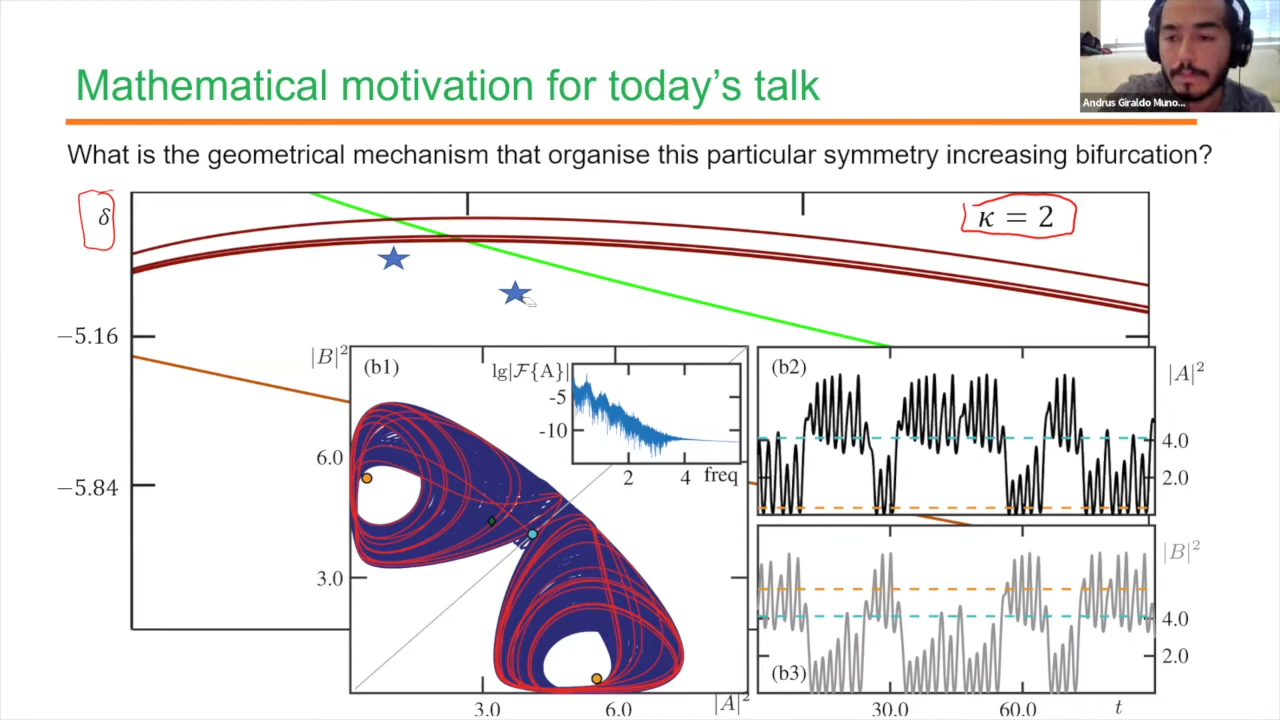 Mathematical motivation for today's talk
Andrus Giraldo Muno...
What is the geometrical mechanism that organise this particular symmetry increasing bifurcation?
δ
κ = 2
−5.16
−5.84
|B|²
(b1)
lg|ℱ{A}|
-5
-10
2
4
freq
6.0
3.0
3.0
6.0
|A|²
(b2)
|A|²
4.0
2.0
(b3)
|B|²
4.0
2.0
30.0
60.0
t